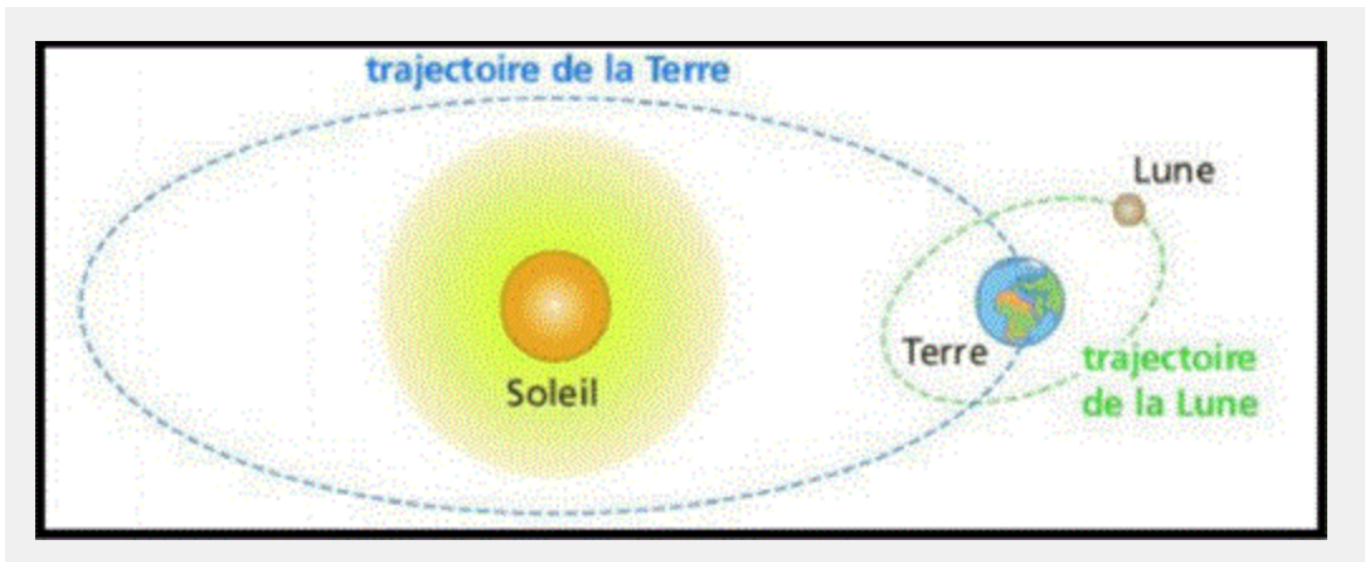 trajectoire de la Terre
Lune
Terre
trajectoire
de la Lune
Soleil